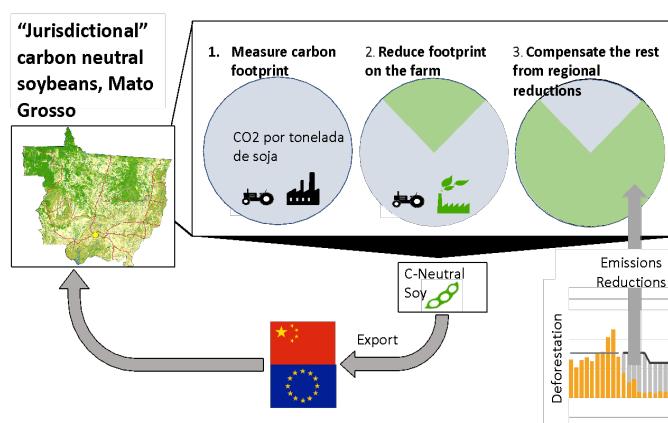 “Jurisdictional”
carbon neutral
soybeans, Mato
Grosso
1. Measure carbon
footprint
2. Reduce footprint
on the farm
3. Compensate the rest
from regional
reductions
CO2 por tonelada
de soja
C-Neutral
Soy
Export
Emissions
Reductions
Deforestation